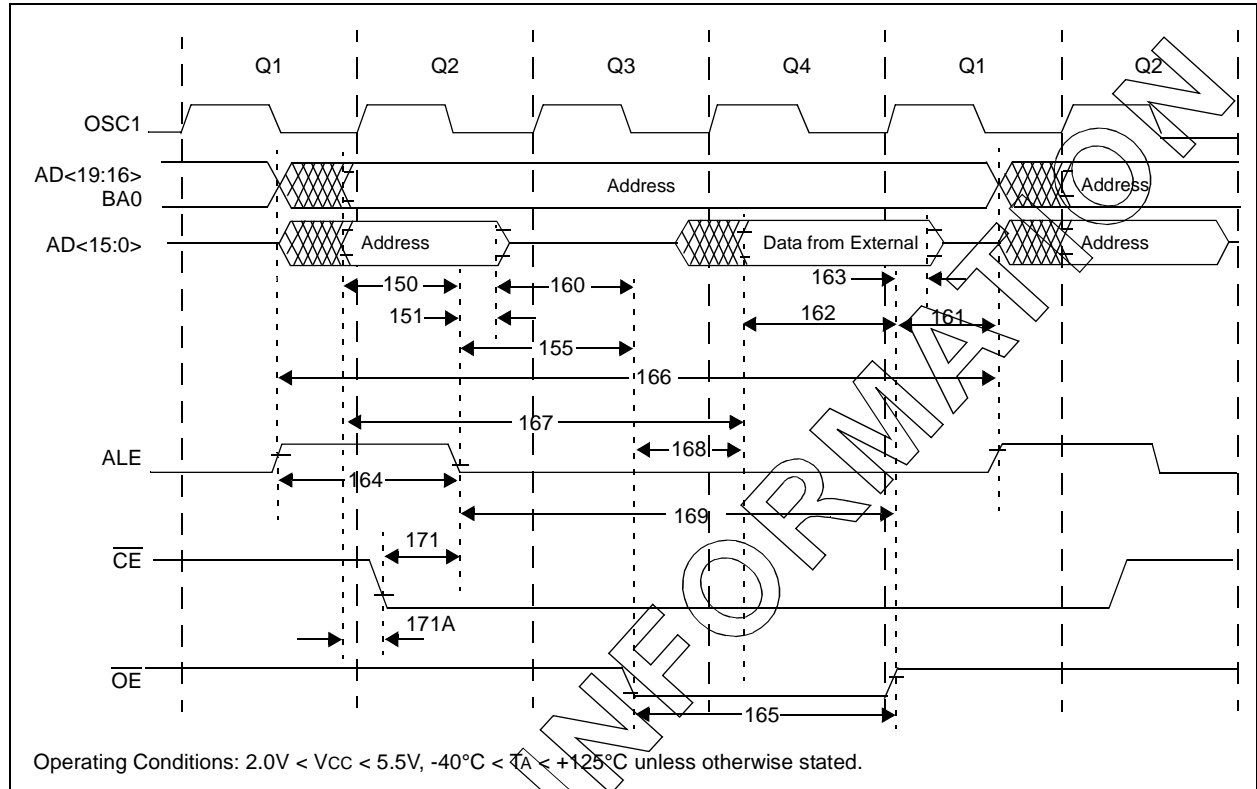 Q1 Q2 Q3 Q4 Q1 Q2
OSC1
AD<19:16>
BA0
Address Address
AD<15:0>
Address Data from External Address
150 160 163
151 162 161
155
166
167
168
ALE
164
169
171
CE
171A
OE
165
Operating Conditions: 2.0V < VCC < 5.5V, -40°C < TA < +125°C unless otherwise stated.
INFORMATION